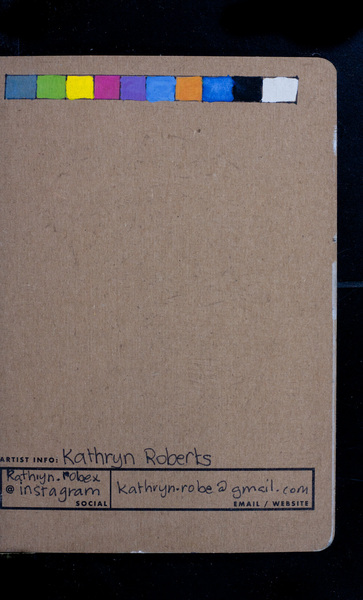 ARTIST INFO: Kathryn Roberts
Kathryn.robex
@instagram
SOCIAL
kathryn.robe@gmail.com
EMAIL / WEBSITE